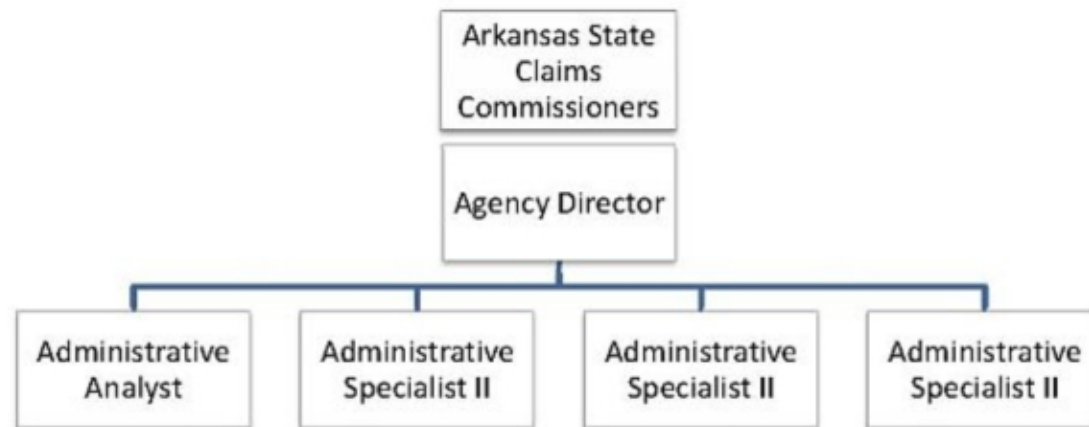 Arkansas State
Claims
Commissioners
Agency Director
Administrative
Analyst
Administrative
Specialist II
Administrative
Specialist II
Administrative
Specialist II